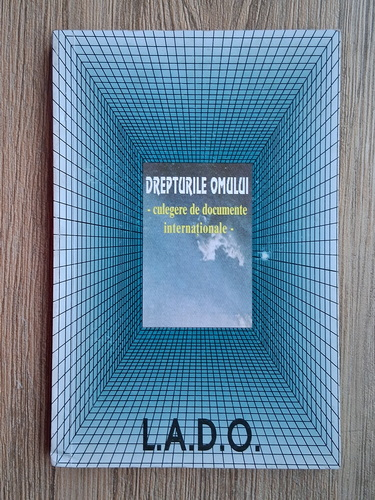 DREPTURILE OMULUI
- culegere de documente
internaționale -
L.A.D.O.